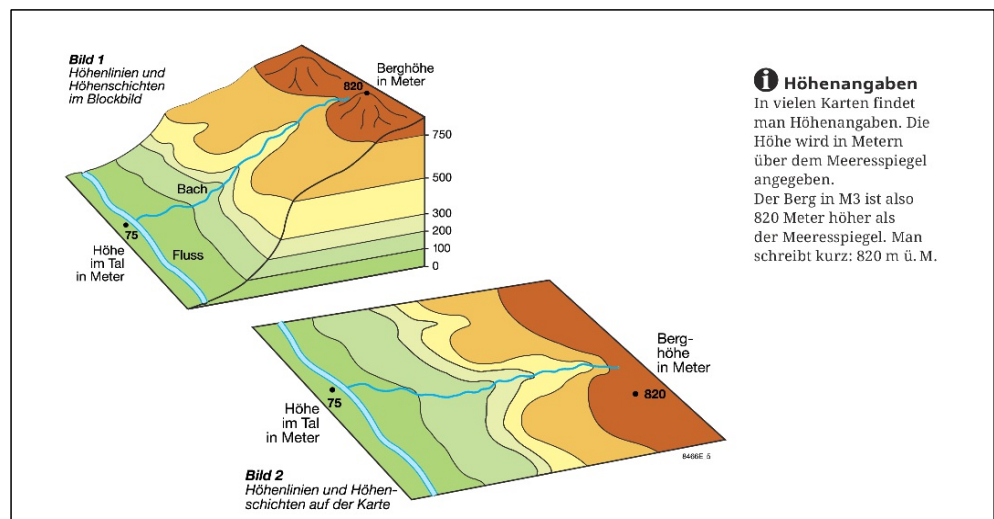 Bild 1
Höhenlinien und
Höhenschichten
im Blockbild
Berghöhe
in Meter
820
750
500
300
200
100
0
Bach
75
Höhe
im Tal
in Meter
Fluss
i Höhenangaben
In vielen Karten findet
man Höhenangaben. Die
Höhe wird in Metern
über dem Meeresspiegel
angegeben.
Der Berg in M3 ist also
820 Meter höher als
der Meeresspiegel. Man
schreibt kurz: 820 m ü. M.
Berg-
höhe
in Meter
820
75
Höhe
im Tal
in Meter
8466E 5
Bild 2
Höhenlinien und Höhen-
schichten auf der Karte